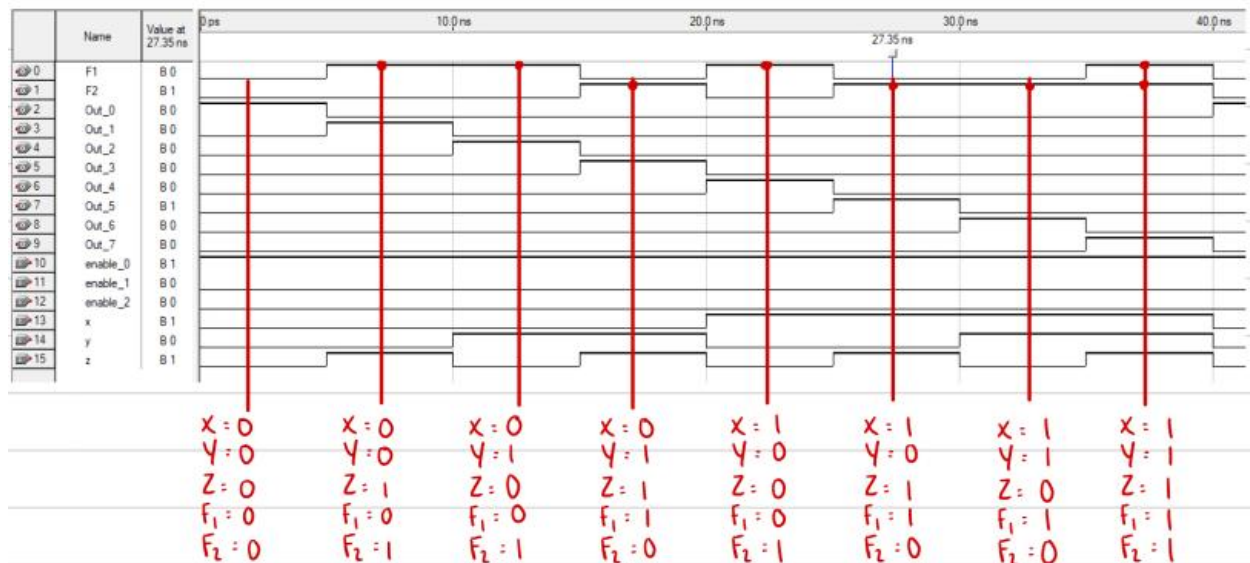 Name Value at 27.35 ns 0 ps 10.0 ns 20.0 ns 30.0 ns 40.0 ns
27.35 ns
0 F1 B 0
1 F2 B 1
2 Out_0 B 0
3 Out_1 B 0
4 Out_2 B 0
5 Out_3 B 0
6 Out_4 B 0
7 Out_5 B 1
8 Out_6 B 0
9 Out_7 B 0
10 enable_0 B 1
11 enable_1 B 0
12 enable_2 B 0
13 x B 1
14 y B 0
15 z B 1
X = 0 X = 0 X = 0 X = 0 X = 1 X = 1 X = 1 X = 1
Y = 0 Y = 0 Y = 1 Y = 1 Y = 0 Y = 0 Y = 1 Y = 1
Z = 0 Z = 1 Z = 0 Z = 1 Z = 0 Z = 1 Z = 0 Z = 1
F₁ = 0 F₁ = 0 F₁ = 0 F₁ = 1 F₁ = 0 F₁ = 1 F₁ = 1 F₁ = 1
F₂ = 0 F₂ = 1 F₂ = 1 F₂ = 0 F₂ = 1 F₂ = 0 F₂ = 0 F₂ = 1